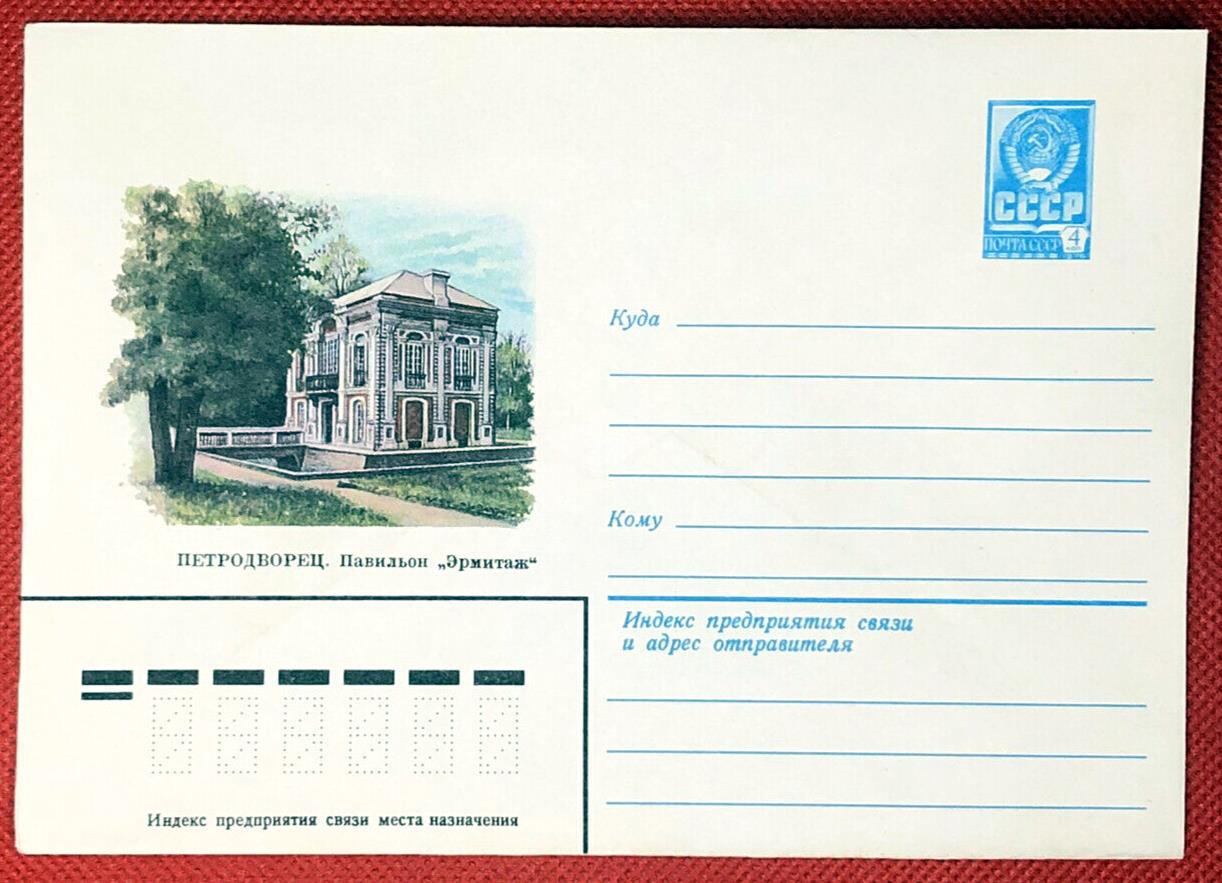 СССР
ПОЧТА СССР 4 коп
Куда
Кому
ПЕТРОДВОРЕЦ. Павильон „Эрмитаж“
Индекс предприятия связи
и адрес отправителя
Индекс предприятия связи места назначения